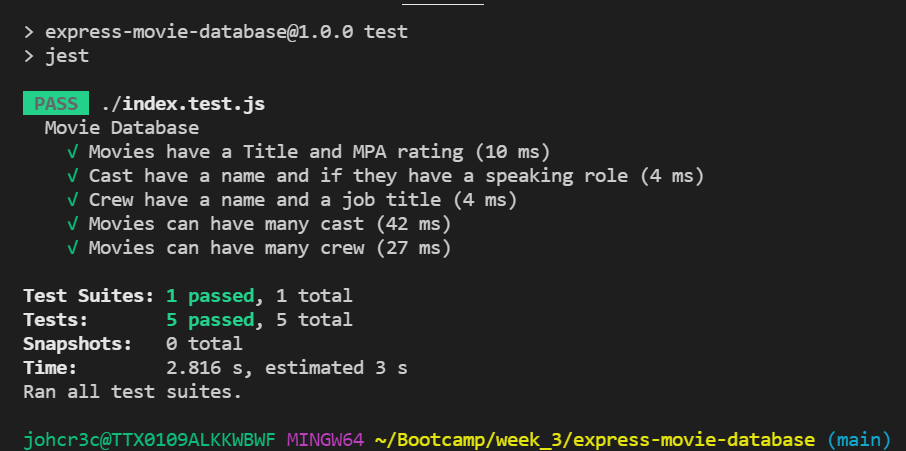 > express-movie-database@1.0.0 test
> jest
PASS ./index.test.js
Movie Database
√ Movies have a Title and MPA rating (10 ms)
√ Cast have a name and if they have a speaking role (4 ms)
√ Crew have a name and a job title (4 ms)
√ Movies can have many cast (42 ms)
√ Movies can have many crew (27 ms)
Test Suites: 1 passed, 1 total
Tests: 5 passed, 5 total
Snapshots: 0 total
Time: 2.816 s, estimated 3 s
Ran all test suites.
johcr3c@TTX0109ALKKWBWF MINGW64 ~/Bootcamp/week_3/express-movie-database (main)